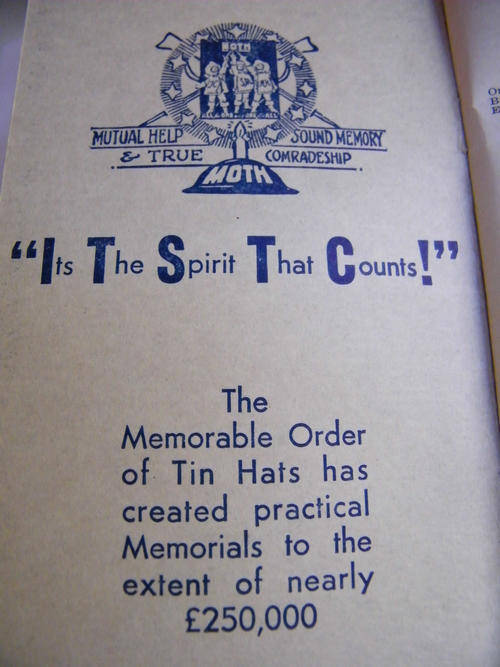 MOTH
MUTUAL HELP SOUND MEMORY
& TRUE COMRADESHIP.
MOTH
“Its The Spirit That Counts!”
The
Memorable Order
of Tin Hats has
created practical
Memorials to the
extent of nearly
£250,000